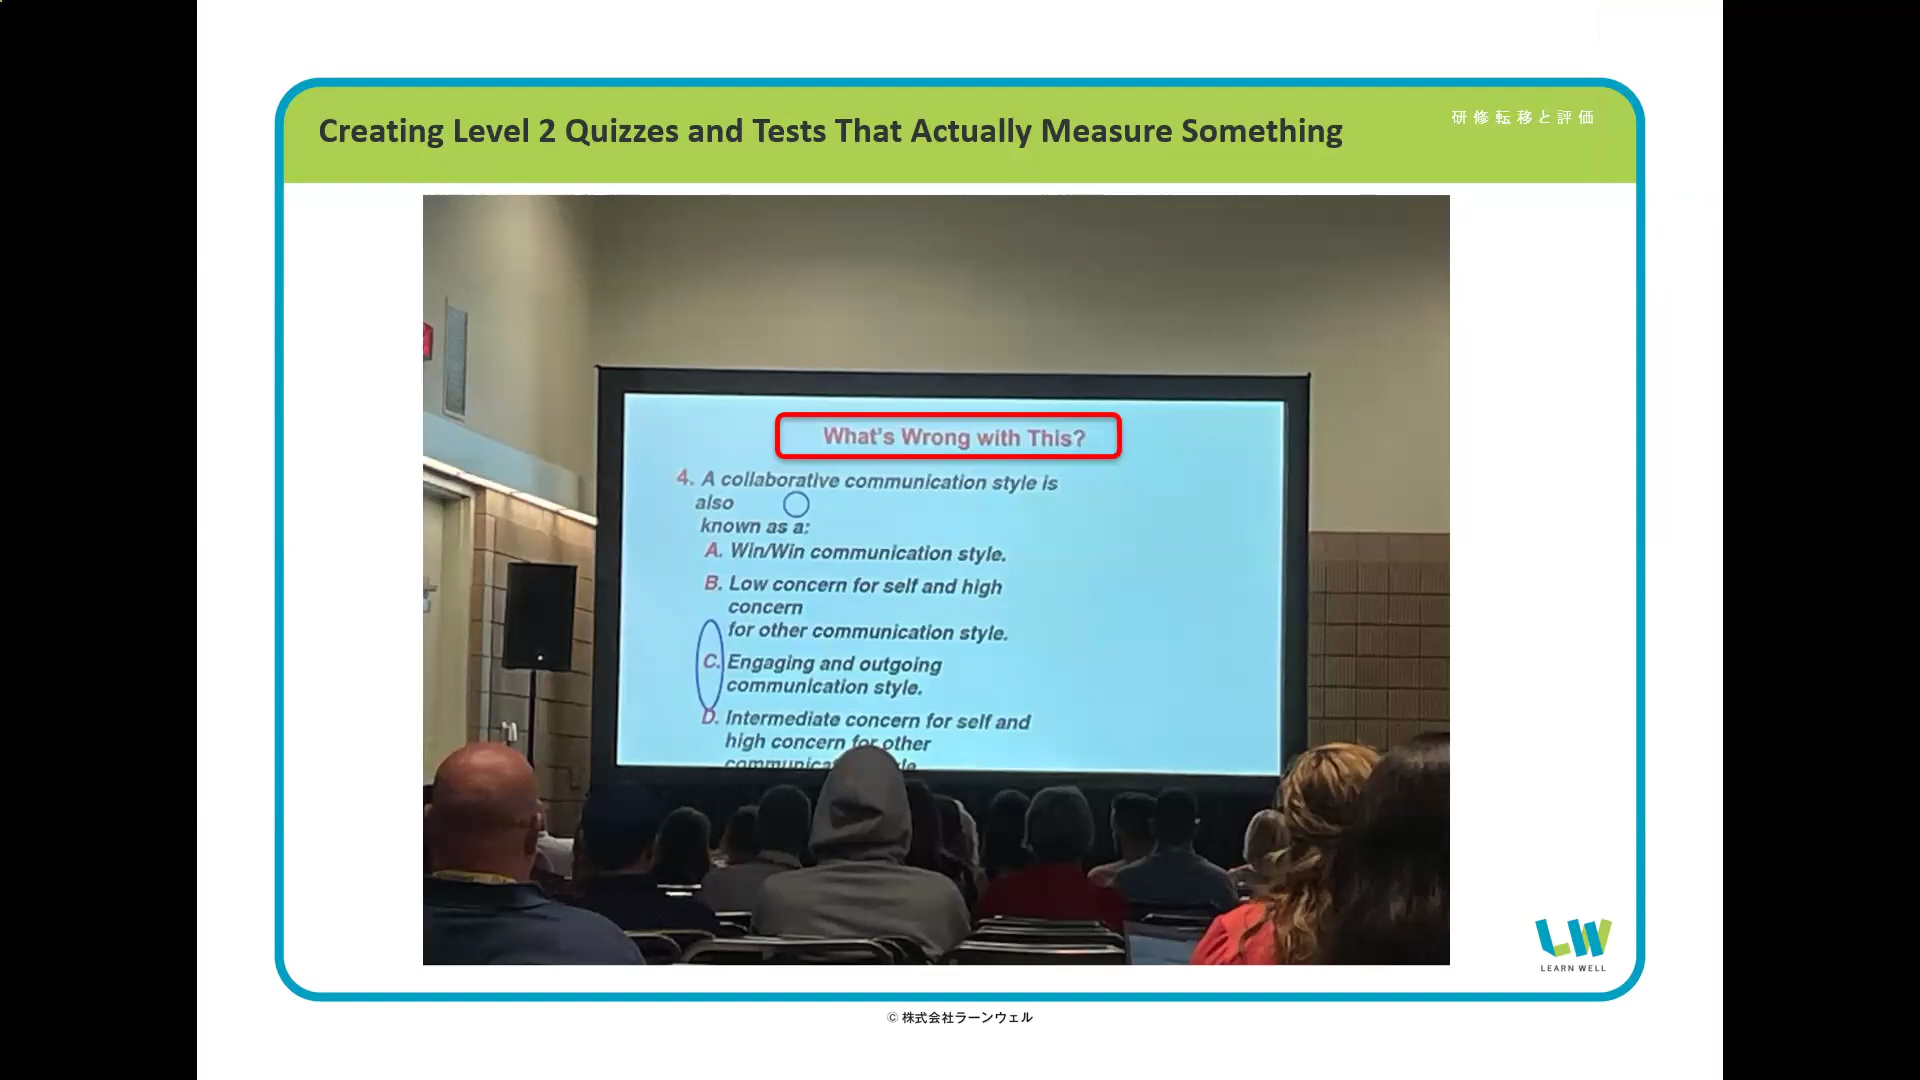 Creating Level 2 Quizzes and Tests That Actually Measure Something
研修転移と評価
What's Wrong with This?
4. A collaborative communication style is
also
known as a:
A. Win/Win communication style.
B. Low concern for self and high
concern
for other communication style.
C. Engaging and outgoing
communication style.
D. Intermediate concern for self and
high concern for other
LW
LEARN WELL
© 株式会社ラーンウェル